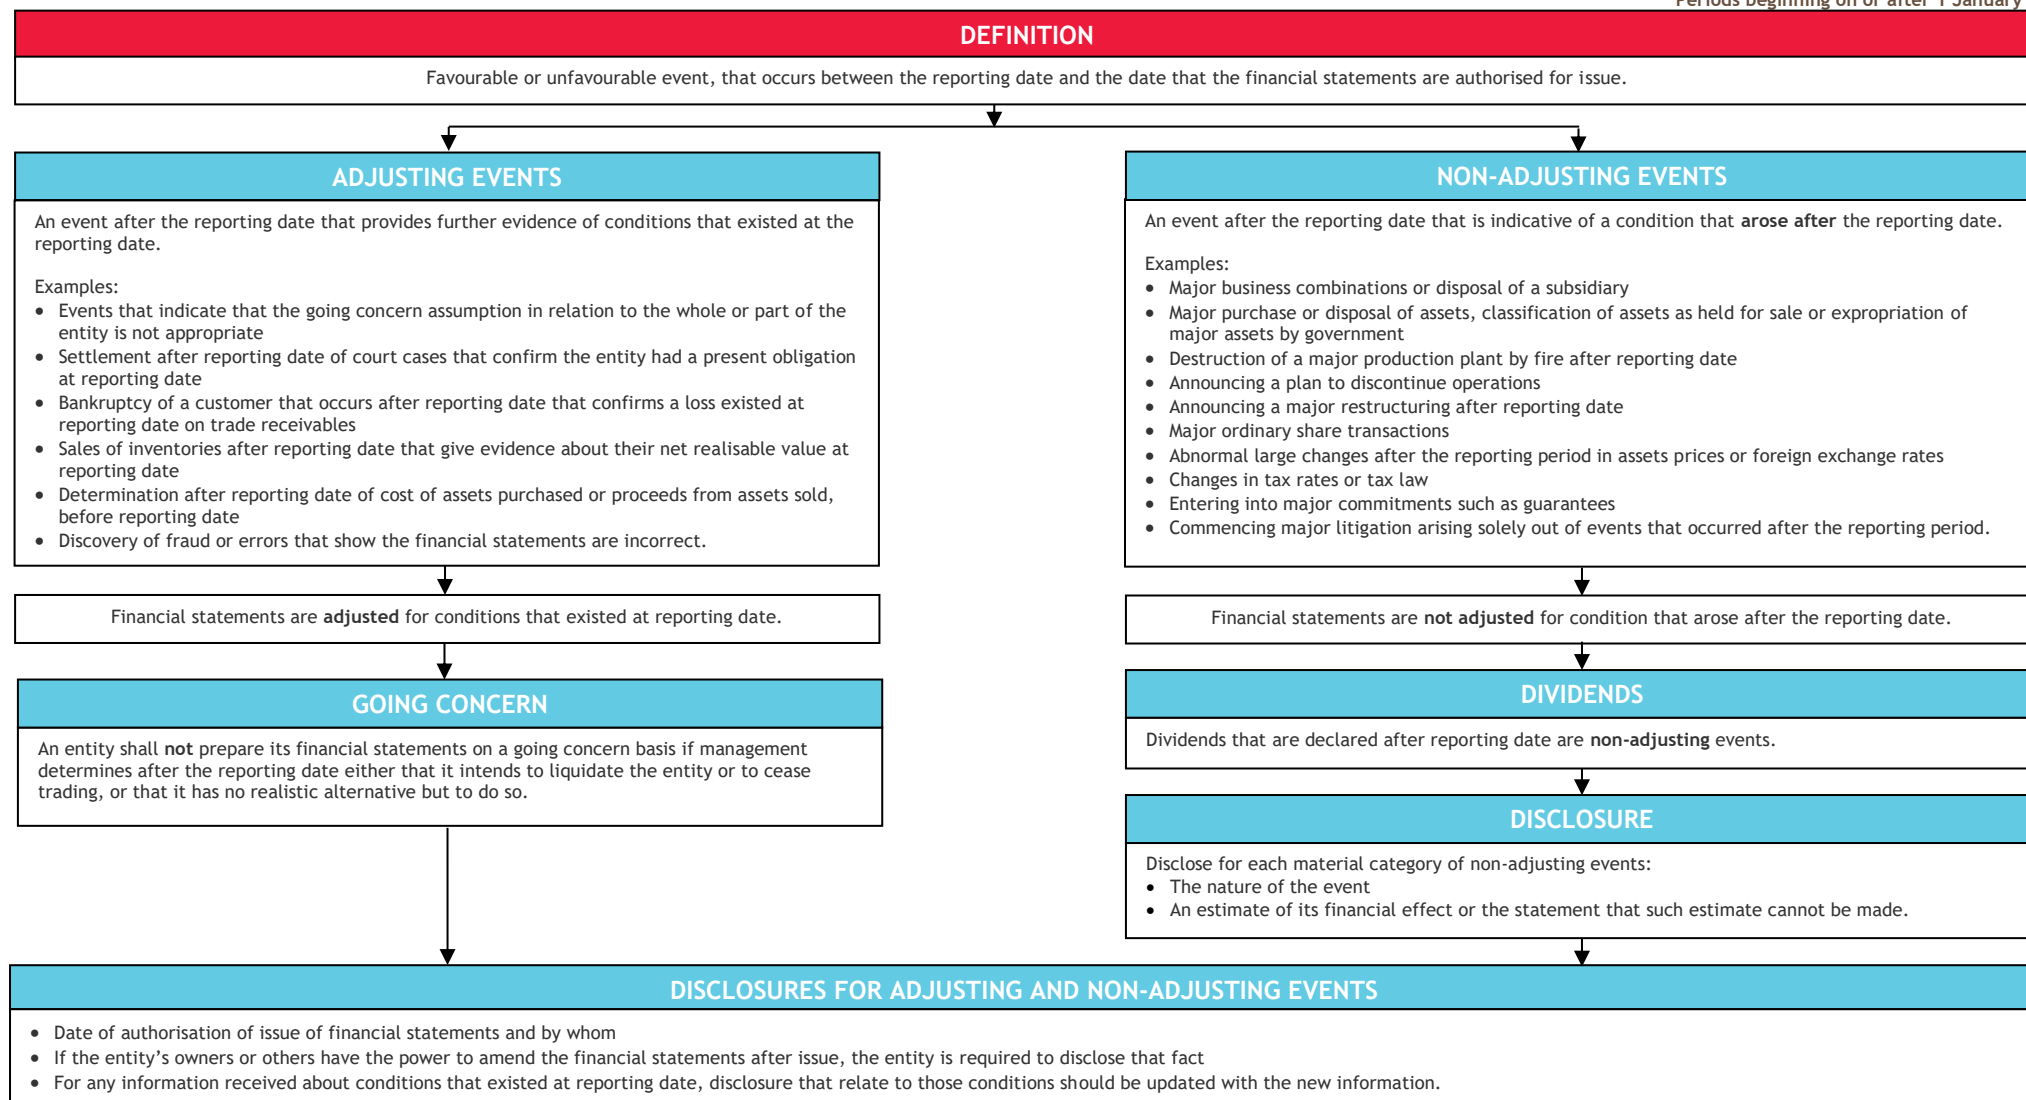 Periods beginning on or after 1 January
DEFINITION
Favourable or unfavourable event, that occurs between the reporting date and the date that the financial statements are authorised for issue.
ADJUSTING EVENTS
An event after the reporting date that provides further evidence of conditions that existed at the
reporting date.
Examples:
• Events that indicate that the going concern assumption in relation to the whole or part of the
entity is not appropriate
• Settlement after reporting date of court cases that confirm the entity had a present obligation
at reporting date
• Bankruptcy of a customer that occurs after reporting date that confirms a loss existed at
reporting date on trade receivables
• Sales of inventories after reporting date that give evidence about their net realisable value at
reporting date
• Determination after reporting date of cost of assets purchased or proceeds from assets sold,
before reporting date
• Discovery of fraud or errors that show the financial statements are incorrect.
Financial statements are adjusted for conditions that existed at reporting date.
GOING CONCERN
An entity shall not prepare its financial statements on a going concern basis if management
determines after the reporting date either that it intends to liquidate the entity or to cease
trading, or that it has no realistic alternative but to do so.
NON-ADJUSTING EVENTS
An event after the reporting date that is indicative of a condition that arose after the reporting date.
Examples:
• Major business combinations or disposal of a subsidiary
• Major purchase or disposal of assets, classification of assets as held for sale or expropriation of
major assets by government
• Destruction of a major production plant by fire after reporting date
• Announcing a plan to discontinue operations
• Announcing a major restructuring after reporting date
• Major ordinary share transactions
• Abnormal large changes after the reporting period in assets prices or foreign exchange rates
• Changes in tax rates or tax law
• Entering into major commitments such as guarantees
• Commencing major litigation arising solely out of events that occurred after the reporting period.
Financial statements are not adjusted for condition that arose after the reporting date.
DIVIDENDS
Dividends that are declared after reporting date are non-adjusting events.
DISCLOSURE
Disclose for each material category of non-adjusting events:
• The nature of the event
• An estimate of its financial effect or the statement that such estimate cannot be made.
DISCLOSURES FOR ADJUSTING AND NON-ADJUSTING EVENTS
• Date of authorisation of issue of financial statements and by whom
• If the entity’s owners or others have the power to amend the financial statements after issue, the entity is required to disclose that fact
• For any information received about conditions that existed at reporting date, disclosure that relate to those conditions should be updated with the new information.